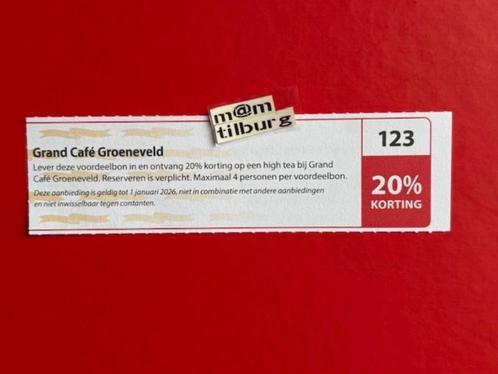 m@m
tilburg
Grand Café Groeneveld
Lever deze voordeelbon in en ontvang 20% korting op een high tea bij Grand
Café Groeneveld. Reserveren is verplicht. Maximaal 4 personen per voordeelbon.
Deze aanbieding is geldig tot 1 januari 2026, niet in combinatie met andere aanbiedingen
en niet inwisselbaar tegen contanten.
123
20%
KORTING